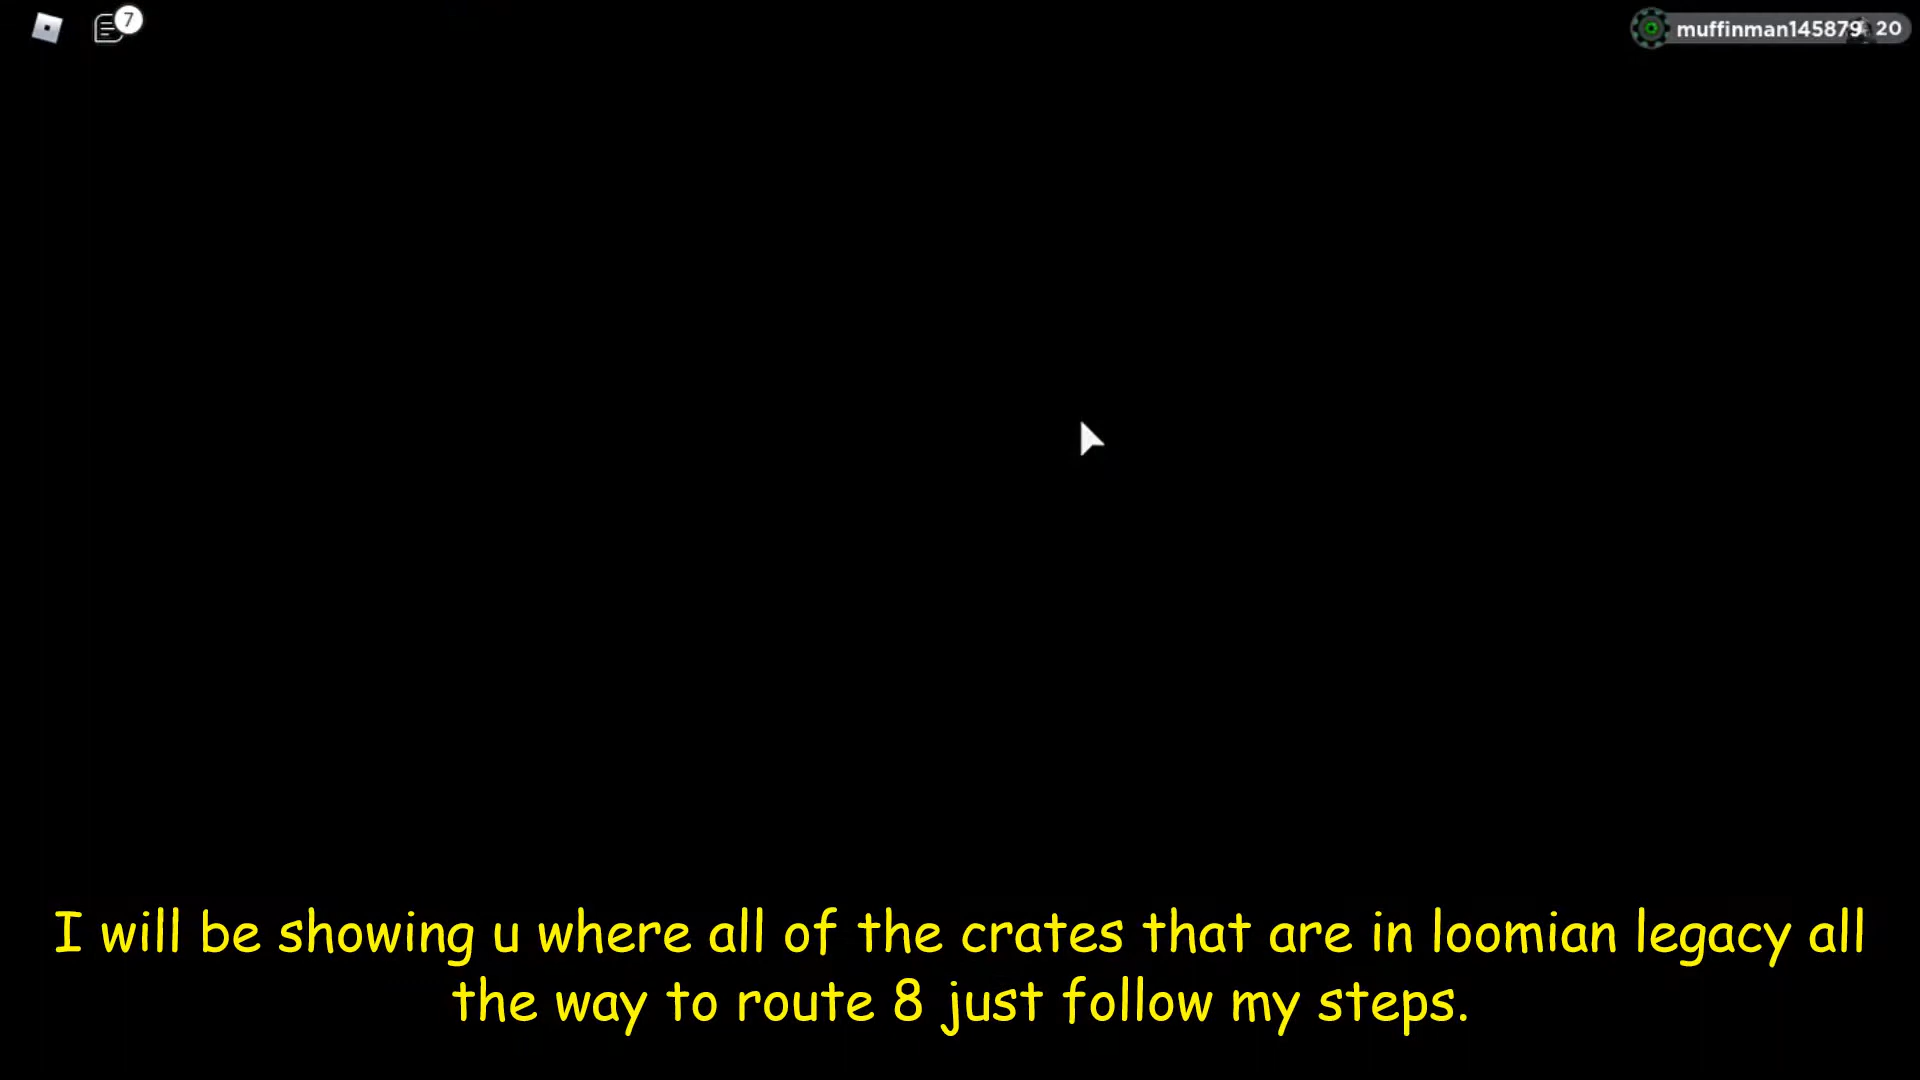 7
muffinman145879 20
I will be showing u where all of the crates that are in loomian legacy all
the way to route 8 just follow my steps.